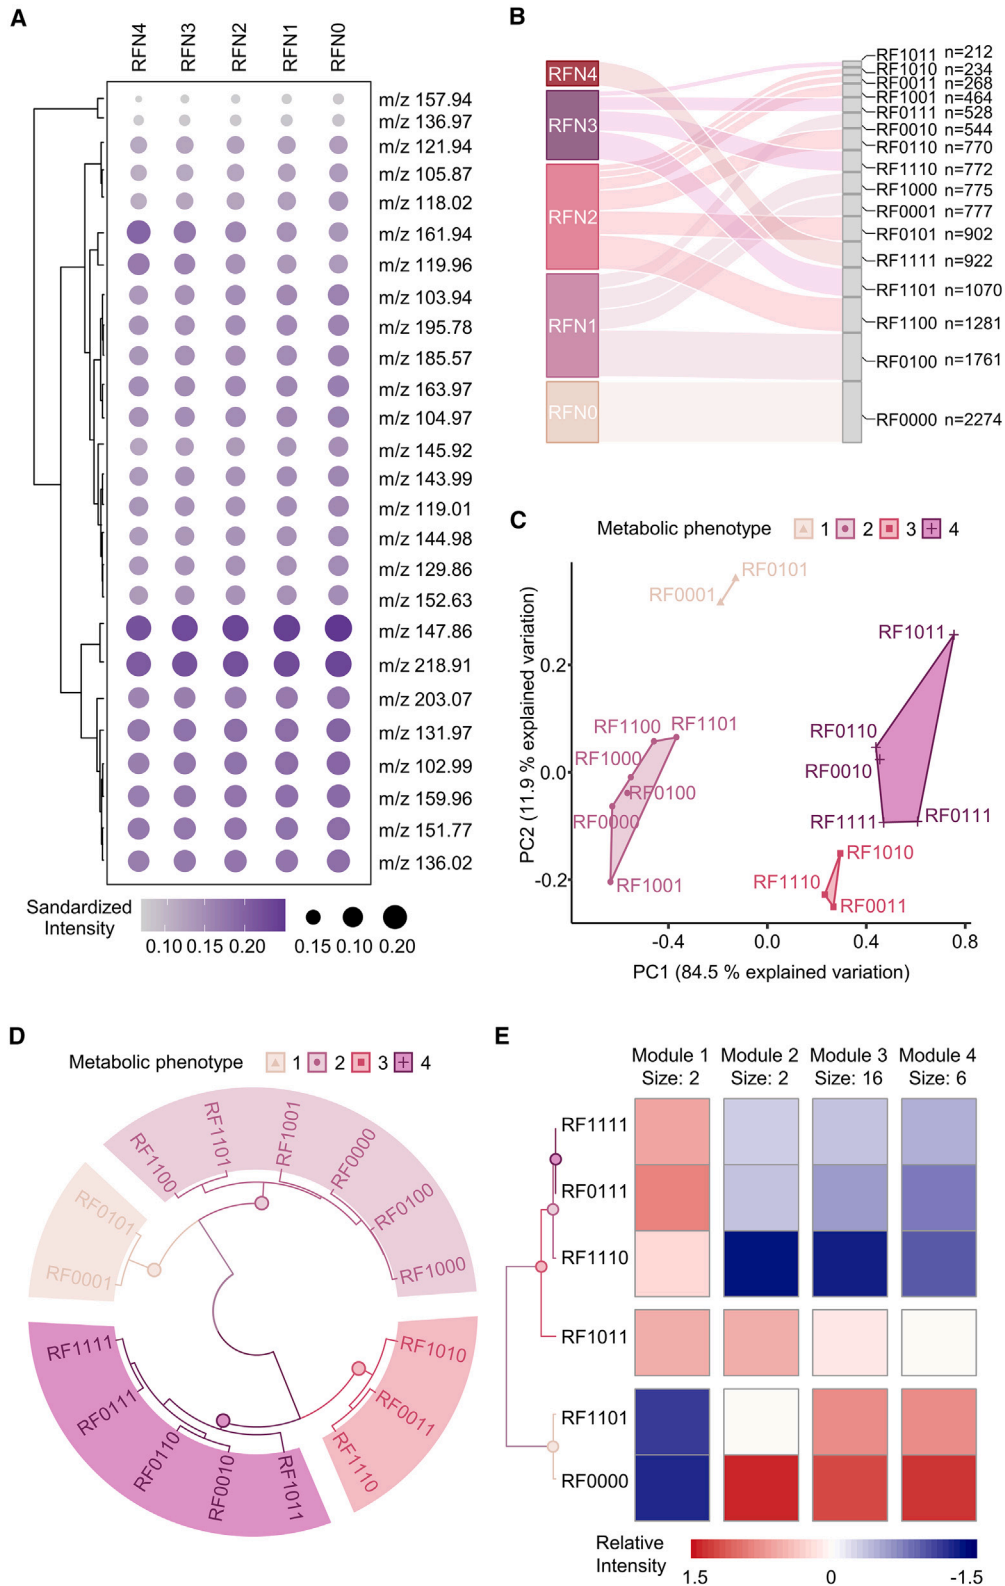 A
RFN4 RFN3 RFN2 RFN1 RFN0
m/z 157.94
m/z 136.97
m/z 121.94
m/z 105.87
m/z 118.02
m/z 161.94
m/z 119.96
m/z 103.94
m/z 195.78
m/z 185.57
m/z 163.97
m/z 104.97
m/z 145.92
m/z 143.99
m/z 119.01
m/z 144.98
m/z 129.86
m/z 152.63
m/z 147.86
m/z 218.91
m/z 203.07
m/z 131.97
m/z 102.99
m/z 159.96
m/z 151.77
m/z 136.02
Sandardized
Intensity
0.10 0.15 0.20
0.15 0.10 0.20
B
RFN4
RFN3
RFN2
RFN1
RFN0
RF1011 n=212
RF1010 n=234
RF0011 n=268
RF1001 n=464
RF0111 n=528
RF0010 n=544
RF0110 n=770
RF1110 n=772
RF1000 n=775
RF0001 n=777
RF0101 n=902
RF1111 n=922
RF1101 n=1070
RF1100 n=1281
RF0100 n=1761
RF0000 n=2274
C
Metabolic phenotype 1 2 3 4
PC2 (11.9 % explained variation)
0.2
0.0
-0.2
RF0101
RF0001
RF1011
RF1100 RF1101
RF0110
RF1000
RF0010
RF0100
RF0000
RF1111 RF0111
RF1010
RF1110
RF1001
RF0011
-0.4 0.0 0.4 0.8
PC1 (84.5 % explained variation)
D
Metabolic phenotype 1 2 3 4
RF0001
RF0101
RF1100
RF1101
RF1001
RF0000
RF0100
RF1000
RF1010
RF0011
RF1110
RF1011
RF0010
RF0110
RF0111
RF1111
E
Module 1 Module 2 Module 3 Module 4
Size: 2 Size: 2 Size: 16 Size: 6
RF1111
RF0111
RF1110
RF1011
RF1101
RF0000
Relative
Intensity
1.5 0 -1.5